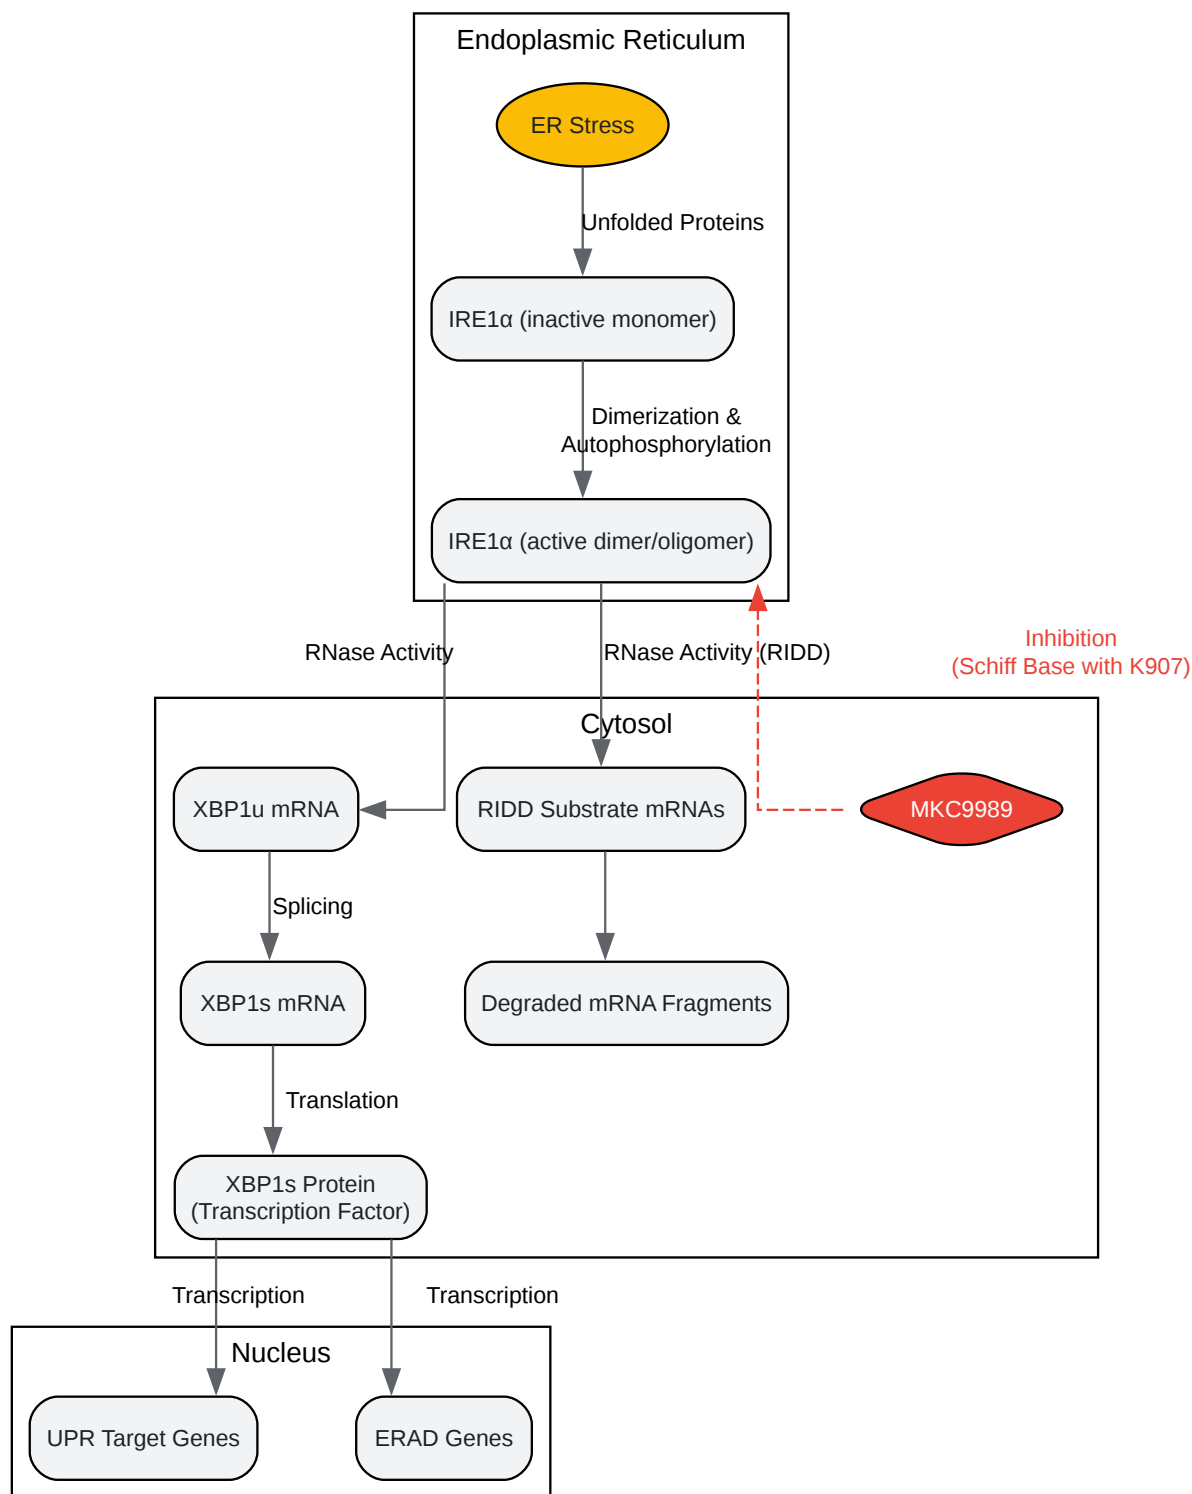 Endoplasmic Reticulum
ER Stress
Unfolded Proteins
IRE1α (inactive monomer)
Dimerization &
Autophosphorylation
IRE1α (active dimer/oligomer)
RNase Activity
RNase Activity (RIDD)
Inhibition
(Schiff Base with K907)
Cytosol
XBP1u mRNA
RIDD Substrate mRNAs
MKC9989
Splicing
XBP1s mRNA
Degraded mRNA Fragments
Translation
XBP1s Protein
(Transcription Factor)
Transcription
Transcription
Nucleus
UPR Target Genes
ERAD Genes